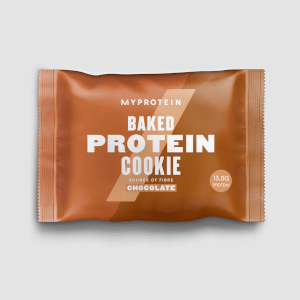 MYPROTEIN
BAKED
PROTEIN
COOKIE
SOURCE OF FIBRE
CHOCOLATE
13.5G
PROTEIN